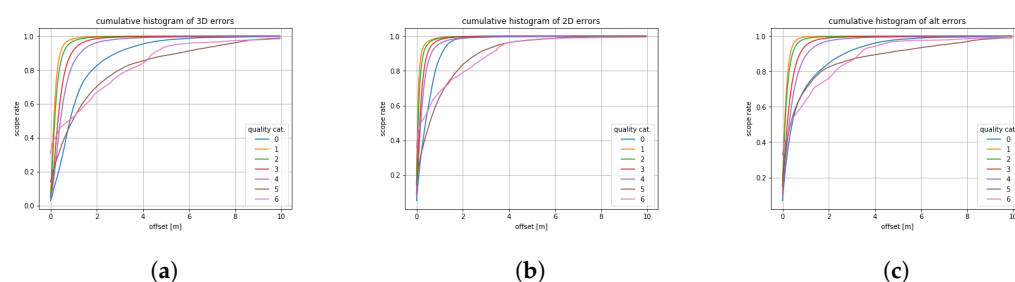 cumulative histogram of 3D errors
1.0
0.8
0.6
0.4
0.2
0.0
scope rate
quality cat.
0
1
2
3
4
5
6
0 2 4 6 8 10
offset [m]
(a)
cumulative histogram of 2D errors
1.0
0.8
0.6
0.4
0.2
scope rate
quality cat.
0
1
2
3
4
5
6
0 2 4 6 8 10
offset [m]
(b)
cumulative histogram of alt errors
1.0
0.8
0.6
0.4
0.2
scope rate
quality cat
0
1
2
3
4
5
6
0 2 4 6 8 10
offset [m]
(c)